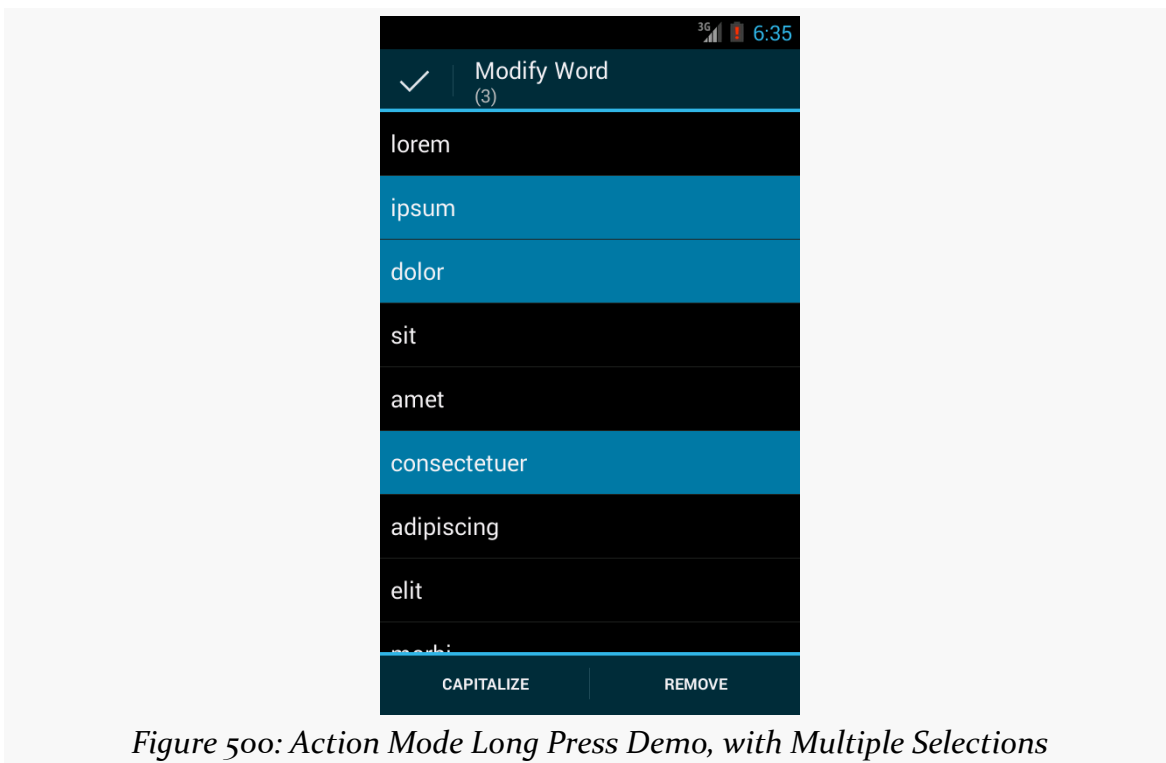 3G 6:35
Modify Word
(3)
lorem
ipsum
dolor
sit
amet
consectetuer
adipiscing
elit
morbi
CAPITALIZE REMOVE
Figure 500: Action Mode Long Press Demo, with Multiple Selections